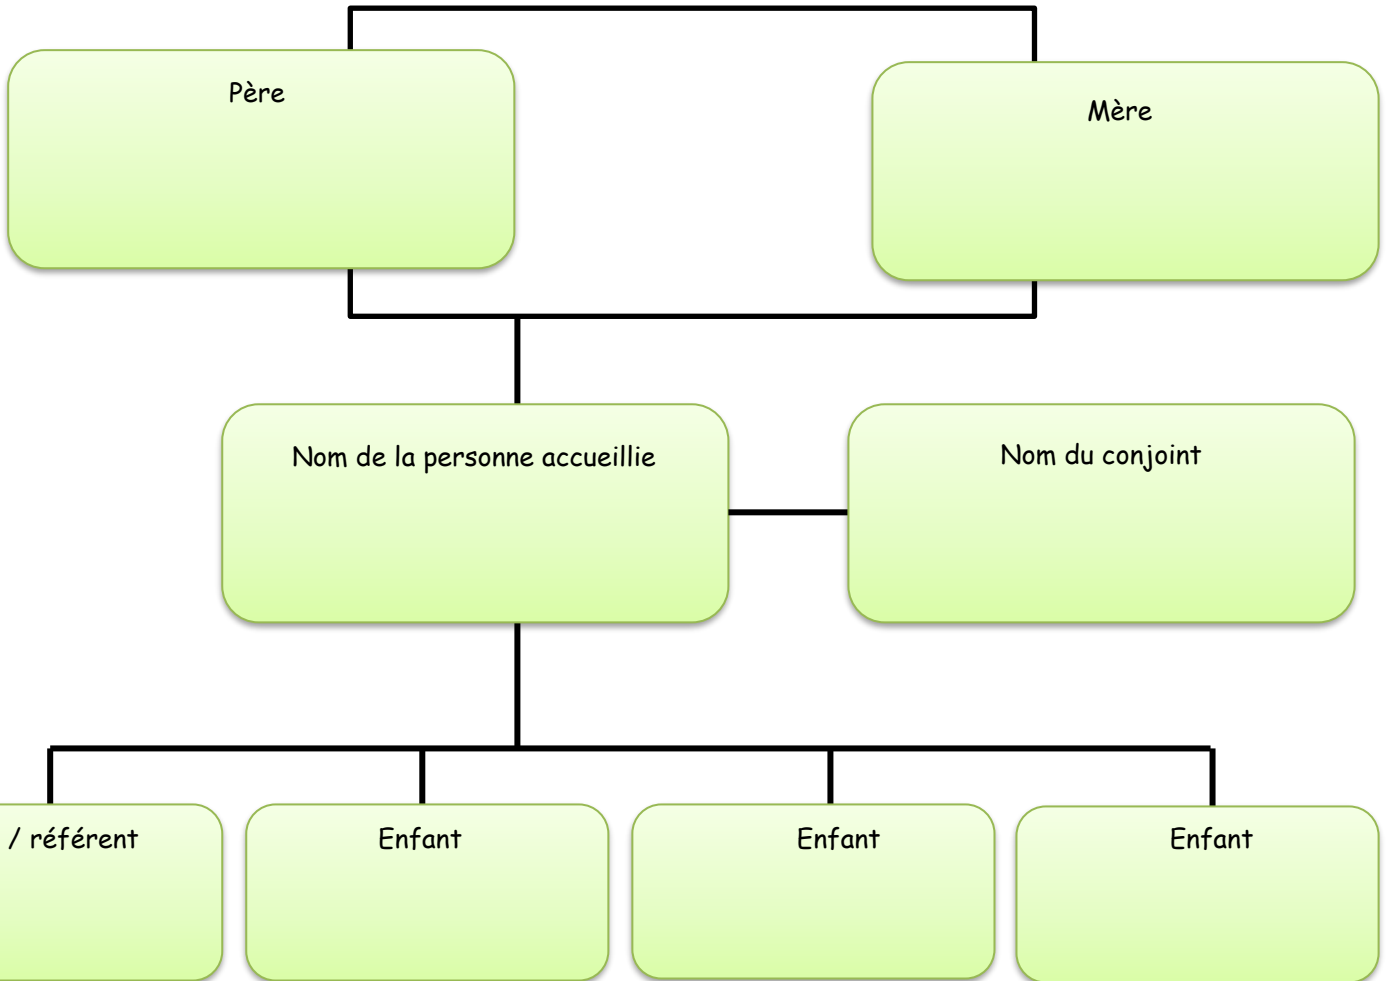 Père
Mère
Nom de la personne accueillie
Nom du conjoint
/ référent
Enfant
Enfant
Enfant